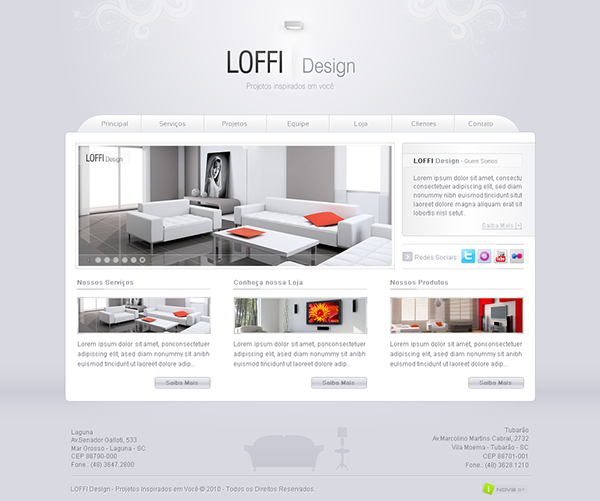 LOFFI Design
Projetos inspirados em você
Principal Serviços Projetos Equipe Loja Clientes Contato
LOFFI Design
LOFFI Design - Quem Somos
Lorem ipsum dolor sit amet, consectu
consectetuer adipiscing elit, sed diam
nonummy nibh euismod tincidunt ut
laoreet dolore magna aliquam erat sit
lobortis nisl setut .
Saiba Mais [+]
Redes Sociais:
You Tube
Nossos Serviços
Lorem ipsum dolor sit amet, ponsectetuer
adipiscing elit, ased diam nonummy sit anibh
euismod tincidunt ut laoreet dolore adip...
Saiba Mais
Conheça nossa Loja
Lorem ipsum dolor sit amet, ponsectetuer
adipiscing elit, ased diam nonummy sit anibh
euismod tincidunt ut laoreet dolore adip...
Saiba Mais
Nossos Produtos
Lorem ipsum dolor sit amet, ponsectetuer
adipiscing elit, ased diam nonummy sit anibh
euismod tincidunt ut laoreet dolore adip...
Saiba Mais
Laguna
Av.Senador Galloti, 533
Mar Grosso - Laguna - SC
CEP 88790-000
Fone.: (48) 3647.2800
Tubarão
Av.Marcolino Martins Cabral, 2732
Vila Moema - Tubarão - SC
CEP 88701-001
Fone.: (48) 3628.1210
LOFFI Design - Projetos Inspirados em Você © 2010 - Todos os Direitos Reservados.